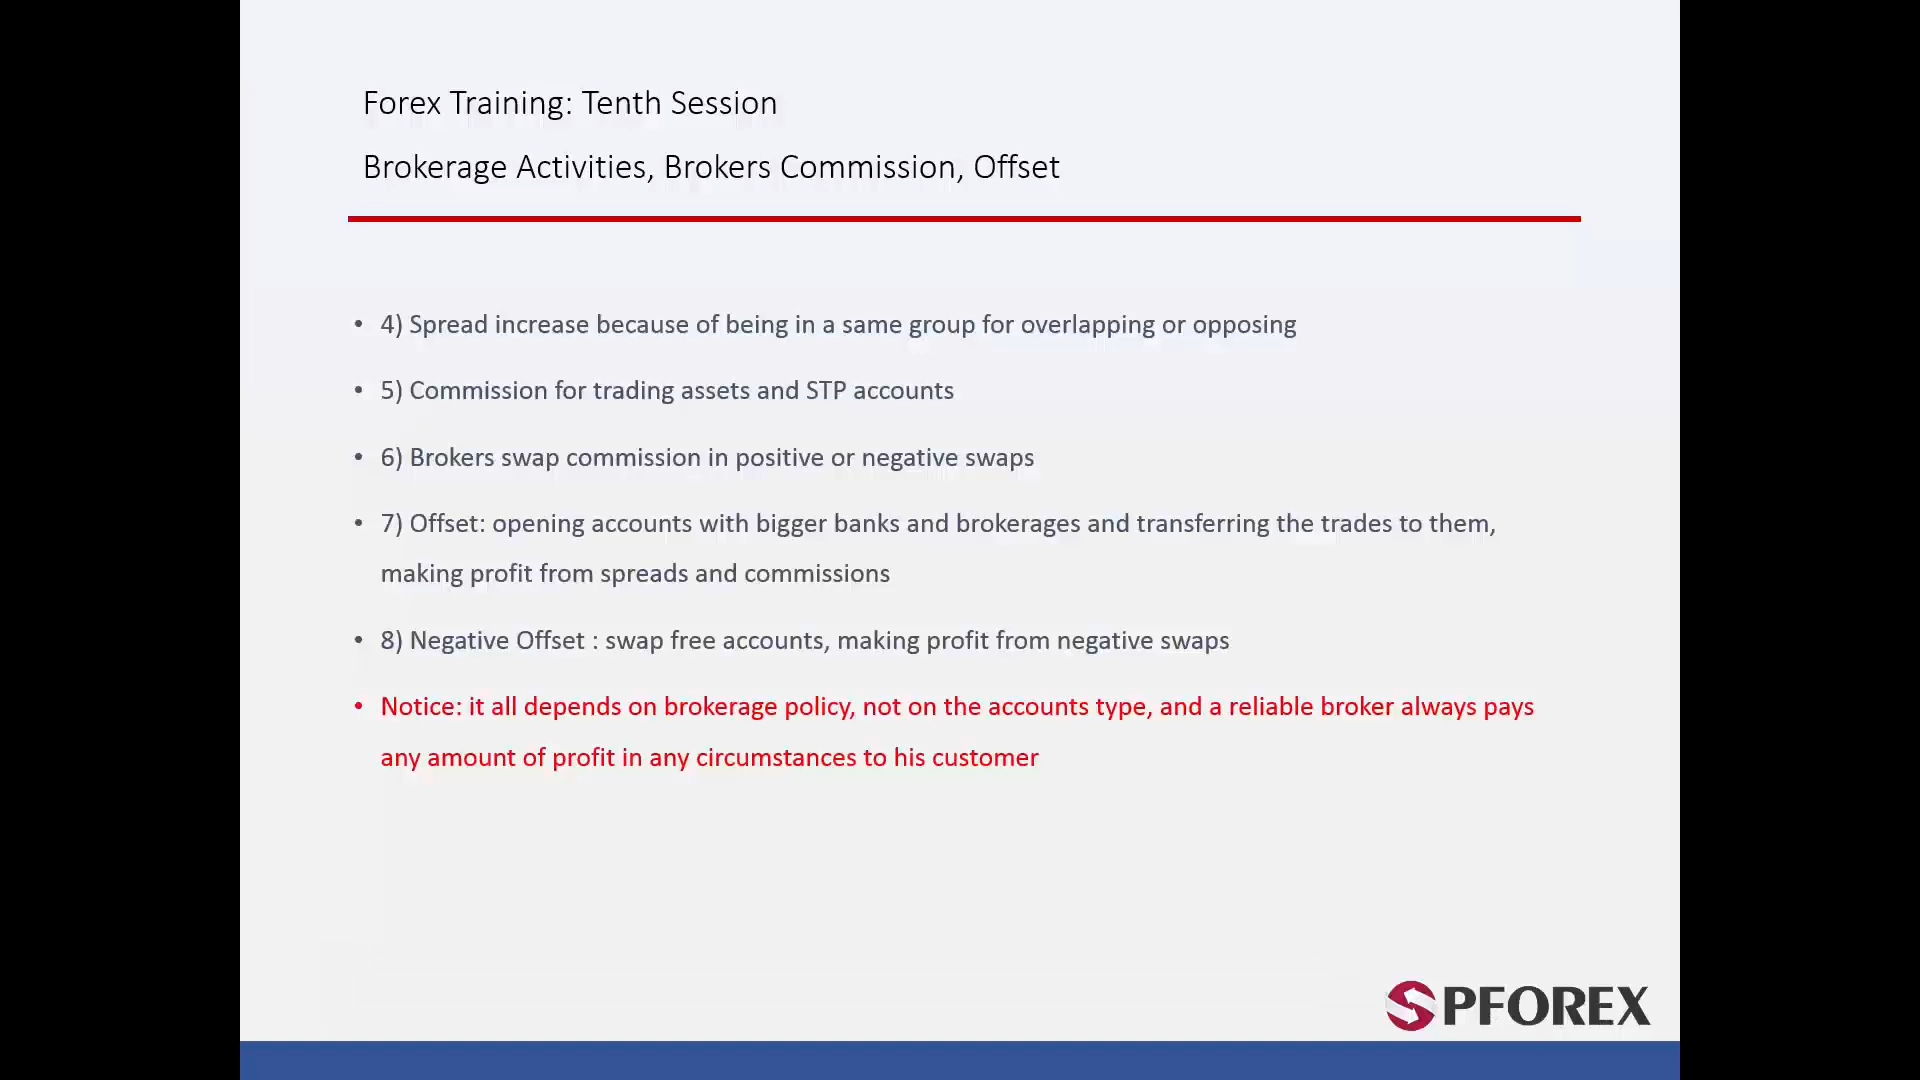 Forex Training: Tenth Session
Brokerage Activities, Brokers Commission, Offset
• 4) Spread increase because of being in a same group for overlapping or opposing
• 5) Commission for trading assets and STP accounts
• 6) Brokers swap commission in positive or negative swaps
• 7) Offset: opening accounts with bigger banks and brokerages and transferring the trades to them,
making profit from spreads and commissions
• 8) Negative Offset : swap free accounts, making profit from negative swaps
• Notice: it all depends on brokerage policy, not on the accounts type, and a reliable broker always pays
any amount of profit in any circumstances to his customer
SPFOREX